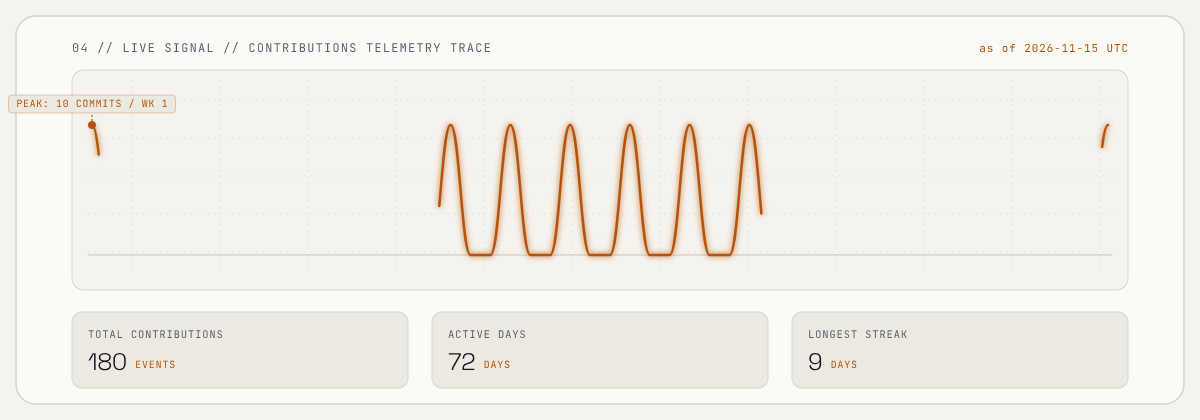 04 // LIVE SIGNAL // CONTRIBUTIONS TELEMETRY TRACE
as of 2026-11-15 UTC
PEAK: 10 COMMITS / WK 1
TOTAL CONTRIBUTIONS
180 EVENTS
ACTIVE DAYS
72 DAYS
LONGEST STREAK
9 DAYS